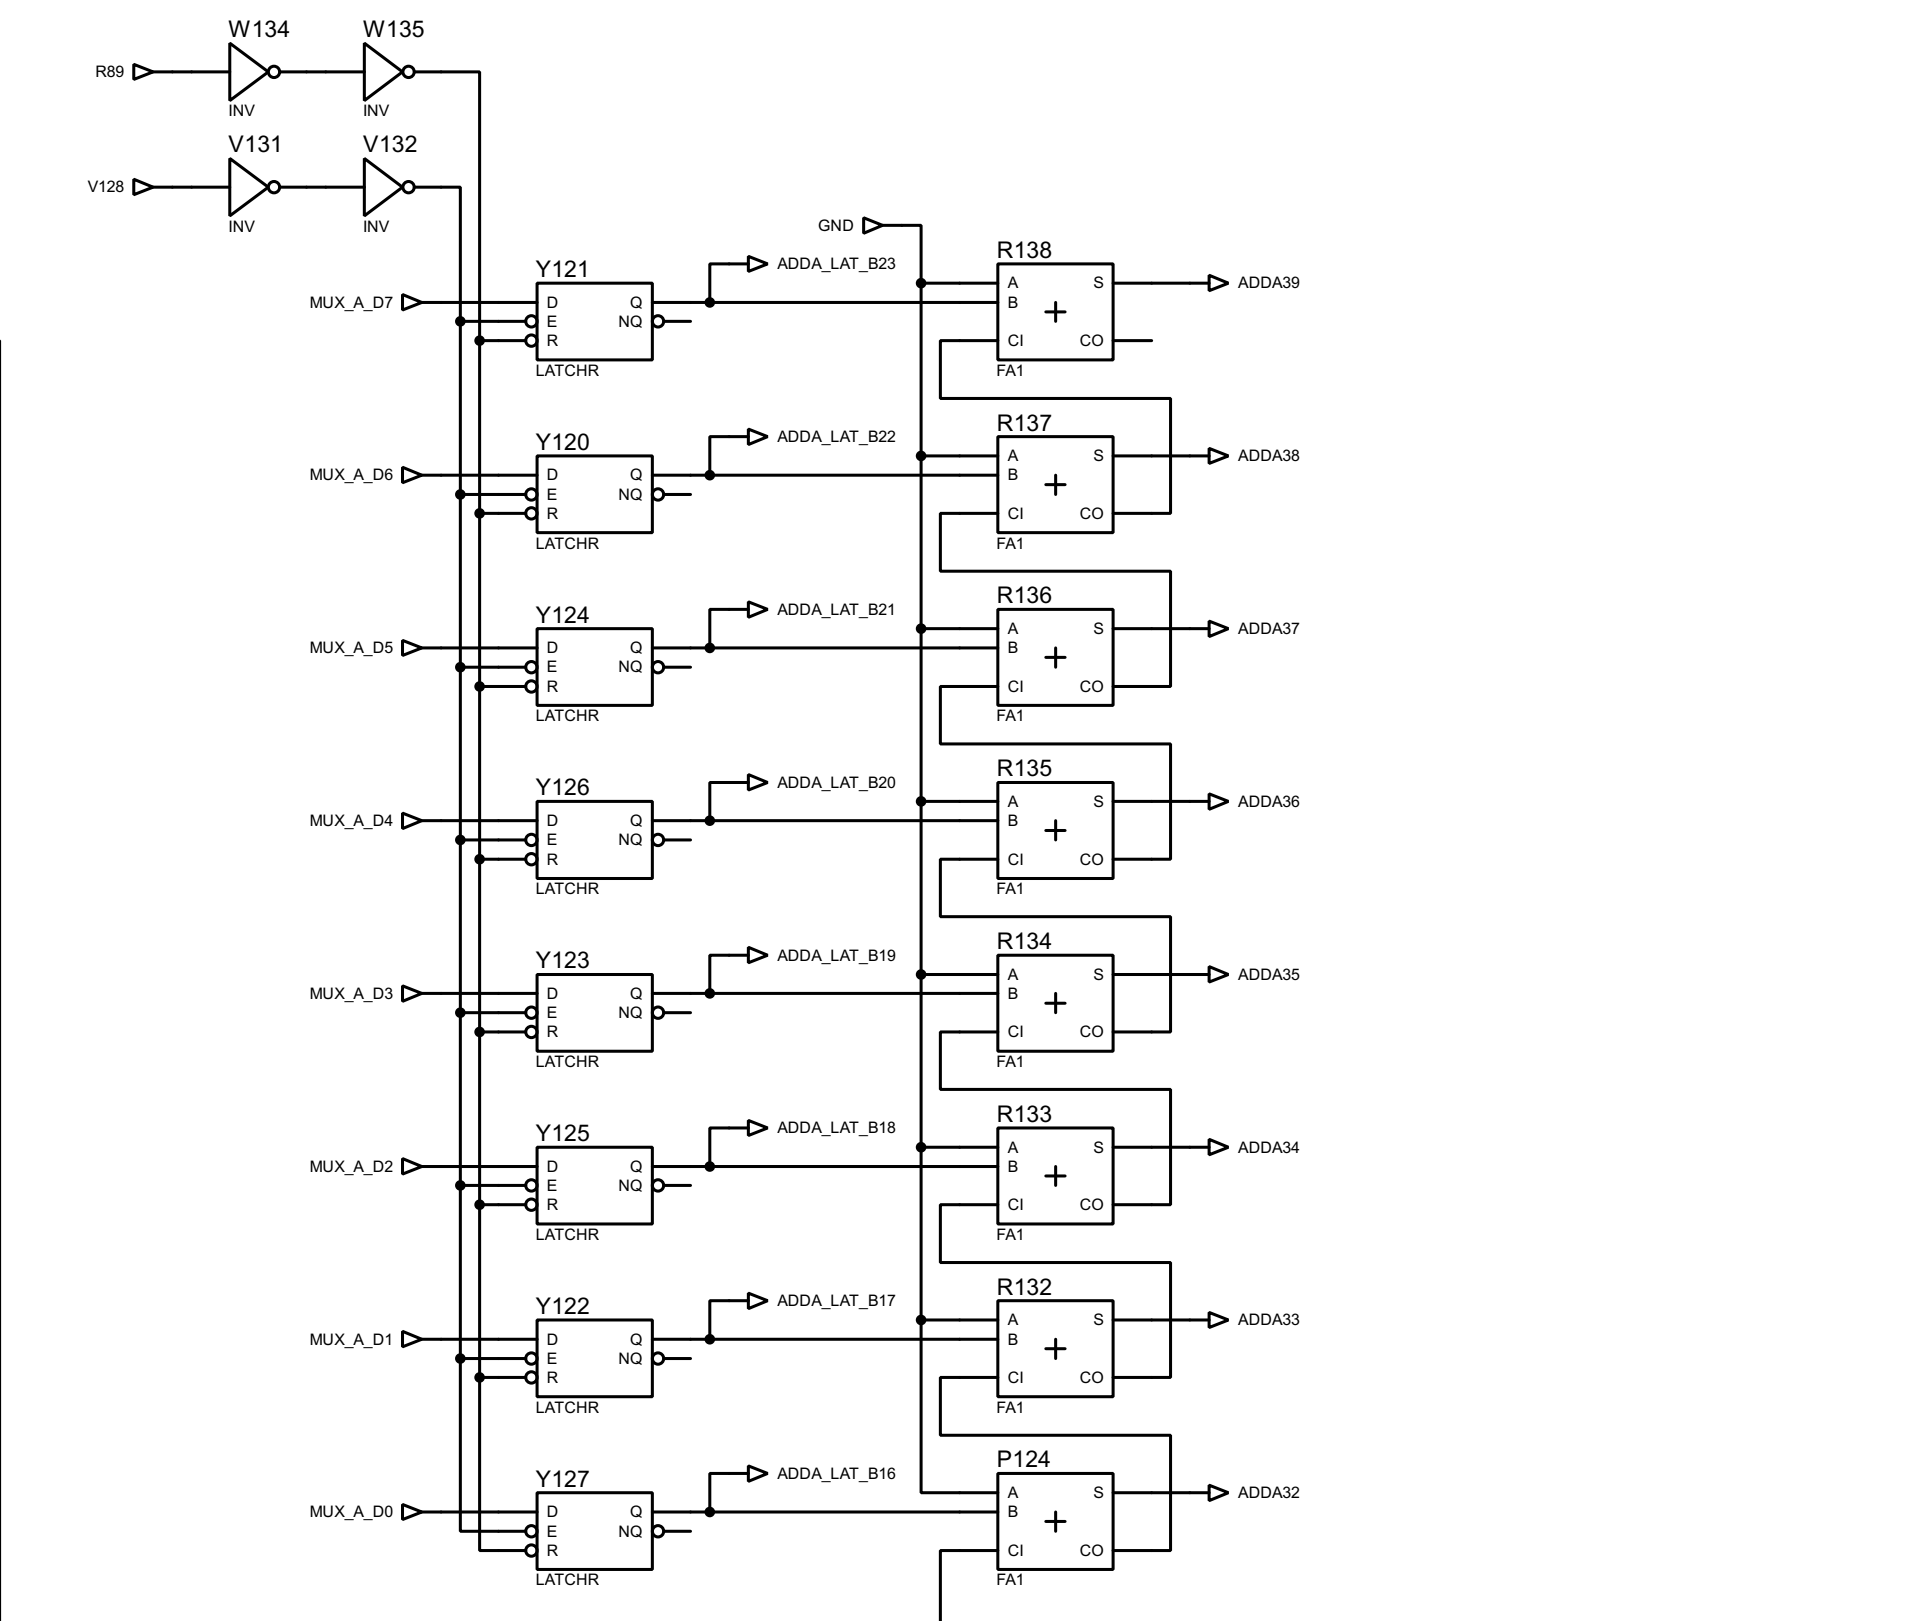 W134 W135
R89
INV INV
V131 V132
V128
INV INV
GND
R138
ADDA_LAT_B23
Y121
A S ADDA39
MUX_A_D7 D Q B
E NQ
R CI CO
LATCHR FA1
R137
ADDA_LAT_B22
Y120
A S ADDA38
MUX_A_D6 D Q B
E NQ
R CI CO
LATCHR FA1
R136
ADDA_LAT_B21
Y124
A S ADDA37
MUX_A_D5 D Q B
E NQ
R CI CO
LATCHR FA1
R135
ADDA_LAT_B20
Y126
A S ADDA36
MUX_A_D4 D Q B
E NQ
R CI CO
LATCHR FA1
R134
ADDA_LAT_B19
Y123
A S ADDA35
MUX_A_D3 D Q B
E NQ
R CI CO
LATCHR FA1
R133
ADDA_LAT_B18
Y125
A S ADDA34
MUX_A_D2 D Q B
E NQ
R CI CO
LATCHR FA1
R132
ADDA_LAT_B17
Y122
A S ADDA33
MUX_A_D1 D Q B
E NQ
R CI CO
LATCHR FA1
P124
ADDA_LAT_B16
Y127
A S ADDA32
MUX_A_D0 D Q B
E NQ
R CI CO
LATCHR FA1